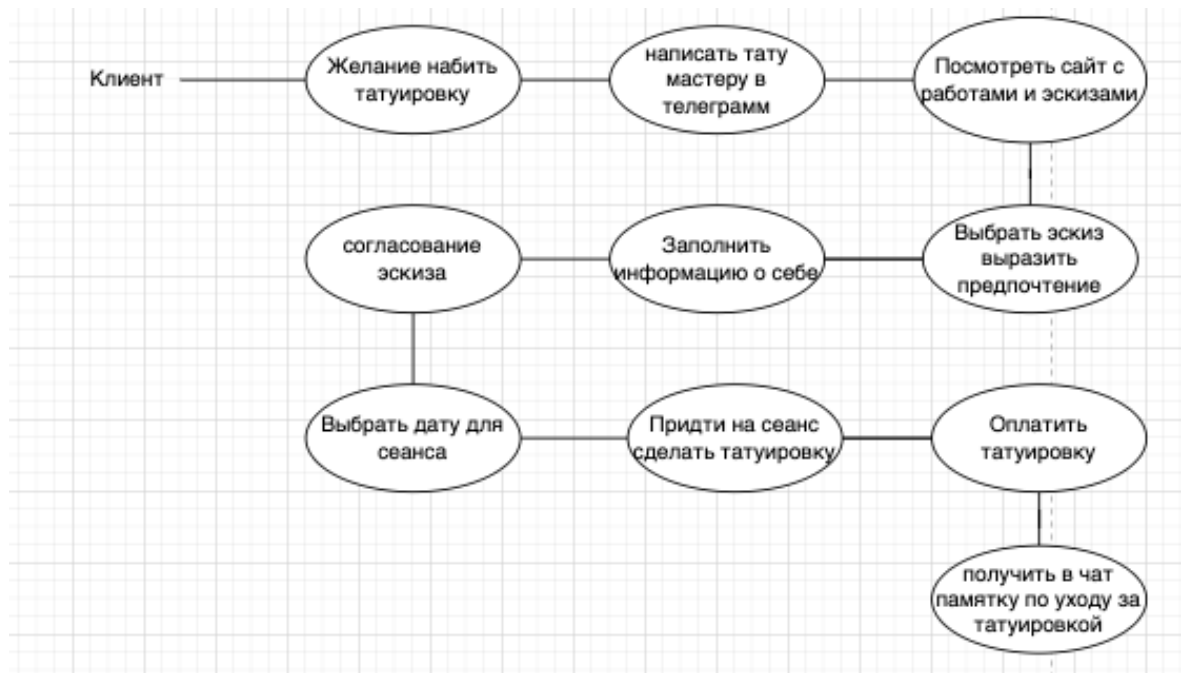 Клиент
Желание набить
татуировку
написать тату
мастеру в
телеграмм
Посмотреть сайт с
работами и эскизами
Выбрать эскиз
выразить
предпочтение
Заполнить
информацию о себе
согласование
эскиза
Выбрать дату для
сеанса
Придти на сеанс
сделать татуировку
Оплатить
татуировку
получить в чат
памятку по уходу за
татуировкой